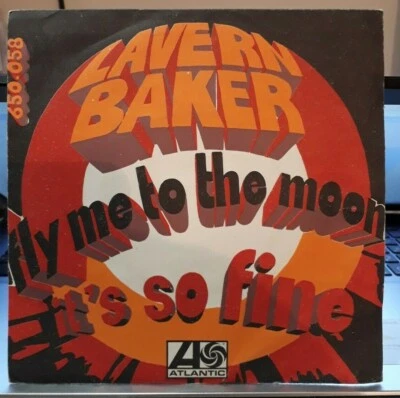 650.058
LAVERN
BAKER
fly me to the moon
it's so fine
ATLANTIC